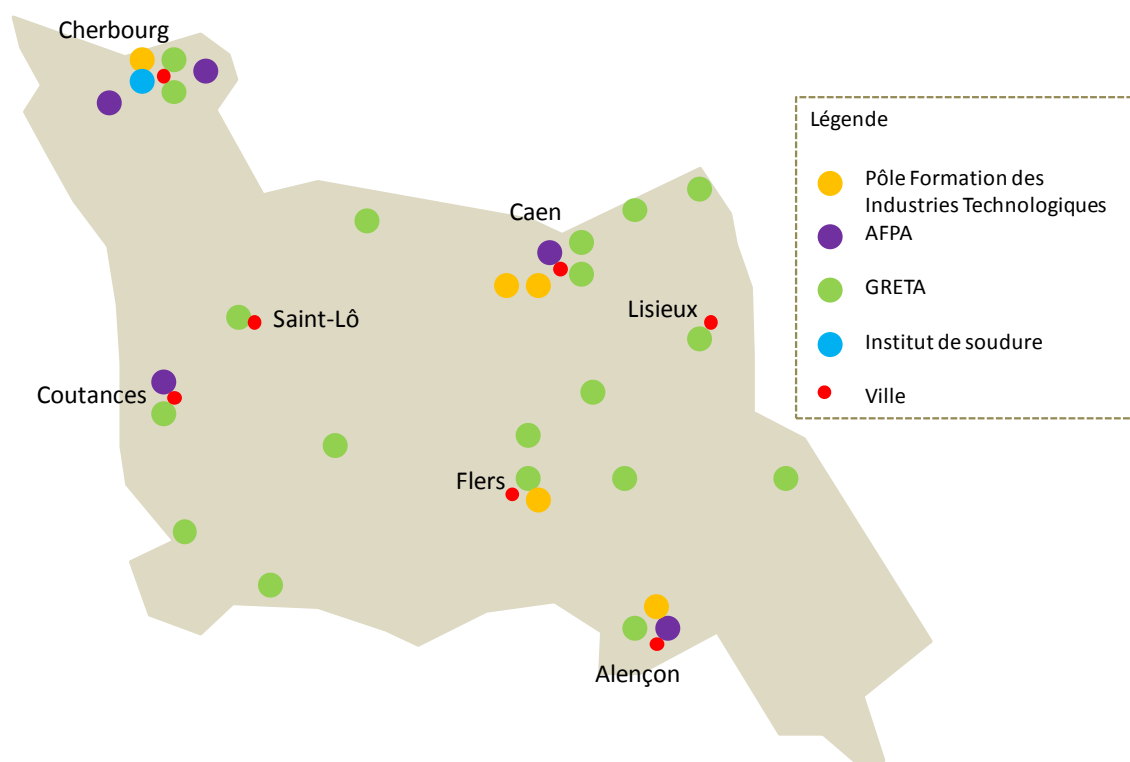 Cherbourg
Caen
Saint-Lô
Lisieux
Coutances
Flers
Alençon
Légende
Pôle Formation des
Industries Technologiques
AFPA
GRETA
Institut de soudure
Ville